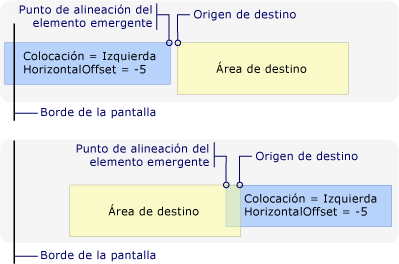 Punto de alineación del
elemento emergente
Origen de destino
Colocación = Izquierda
HorizontalOffset = -5
Área de destino
Borde de la pantalla
Punto de alineación del
elemento emergente
Origen de destino
Área de destino
Colocación = Izquierda
HorizontalOffset = -5
Borde de la pantalla